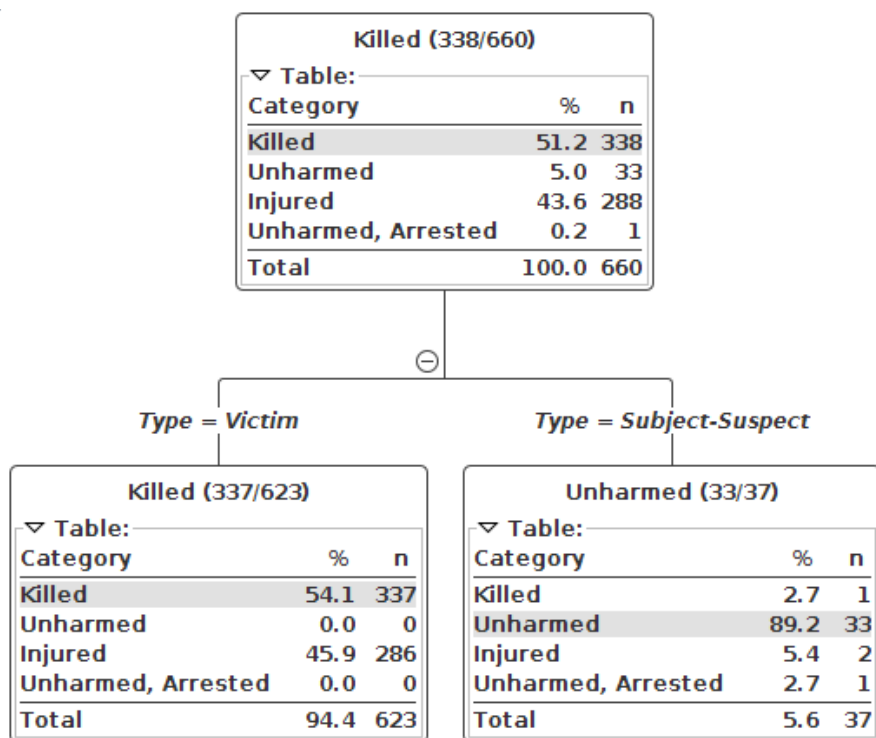 Killed (338/660)
Table:
Category % n
Killed 51.2 338
Unharmed 5.0 33
Injured 43.6 288
Unharmed, Arrested 0.2 1
Total 100.0 660
Type = Victim
Type = Subject-Suspect
Killed (337/623)
Table:
Category % n
Killed 54.1 337
Unharmed 0.0 0
Injured 45.9 286
Unharmed, Arrested 0.0 0
Total 94.4 623
Unharmed (33/37)
Table:
Category % n
Killed 2.7 1
Unharmed 89.2 33
Injured 5.4 2
Unharmed, Arrested 2.7 1
Total 5.6 37